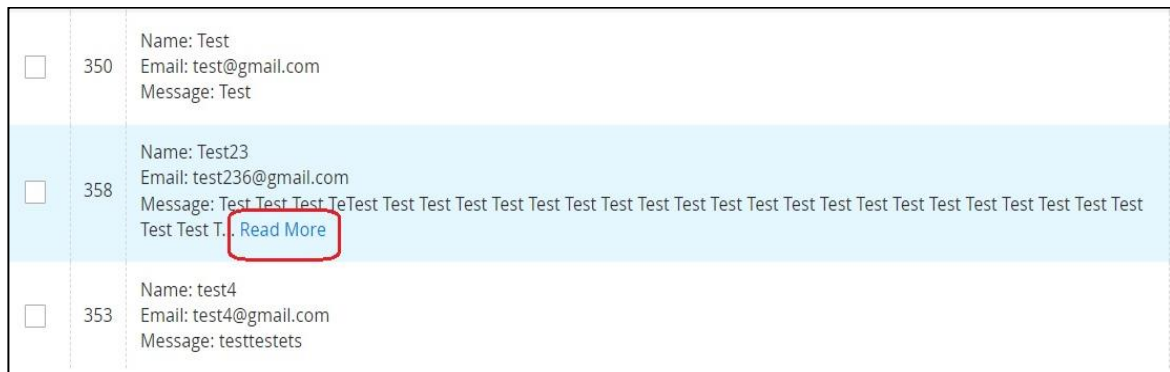 350
Name: Test
Email: test@gmail.com
Message: Test
358
Name: Test23
Email: test236@gmail.com
Message: Test Test Test TeTest Test Test Test Test Test Test Test Test Test Test Test Test Test Test Test Test Test Test Test Test
Test Test T... Read More
353
Name: test4
Email: test4@gmail.com
Message: testtestets